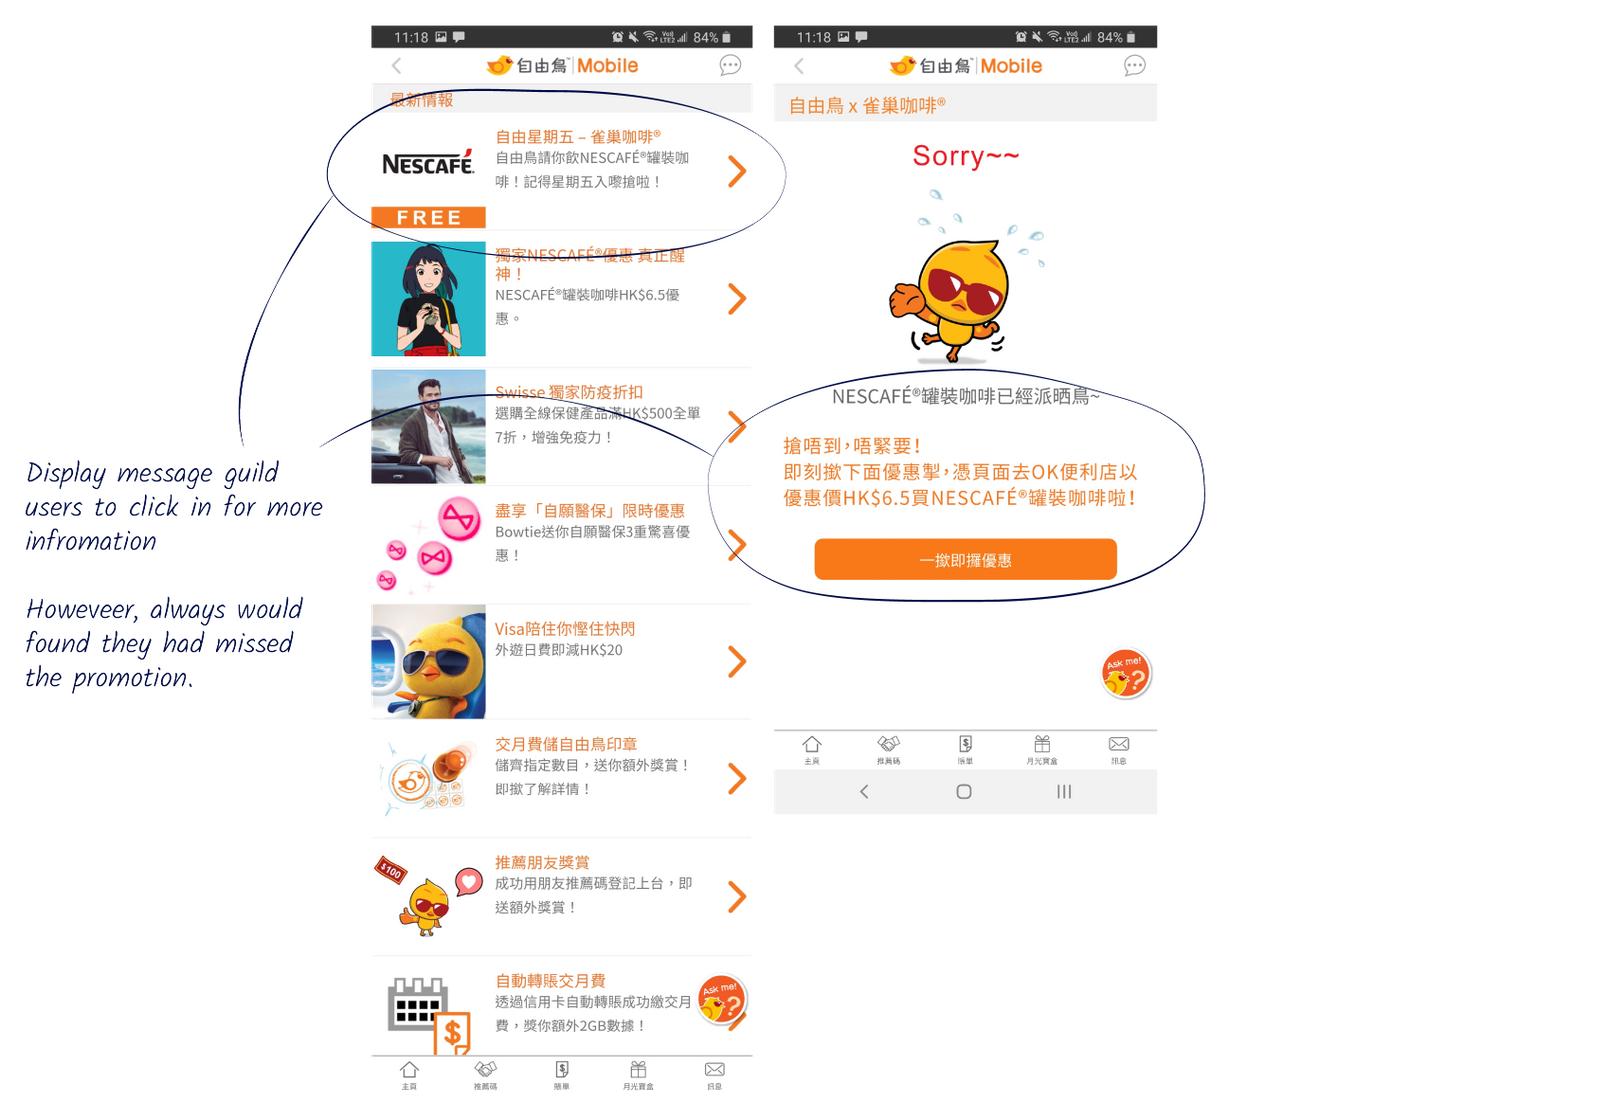 Display message guild
users to click in for more
infromation
Howeveer, always would
found they had missed
the promotion.
11:18
Vo)) LTE2
84%
自由鳥™ Mobile
最新情報
NESCAFÉ.
FREE
自由星期五 – 雀巢咖啡®
自由鳥請你飲NESCAFÉ®罐裝咖
啡！記得星期五入嚟搶啦！
獨家NESCAFÉ®優惠 真正醒
神！
NESCAFÉ®罐裝咖啡HK$6.5優
惠。
Swisse 獨家防疫折扣
選購全線保健產品滿HK$500全單
7折，增強免疫力！
盡享「自願醫保」限時優惠
Bowtie送你自願醫保3重驚喜優
惠！
Visa陪住你慳住快閃
外遊日費即減HK$20
交月費儲自由鳥印章
儲齊指定數目，送你額外獎賞！
即撳了解詳情！
$100
推薦朋友獎賞
成功用朋友推薦碼登記上台，即
送額外獎賞！
自動轉賬交月費
透過信用卡自動轉賬成功繳交月
費，獎你額外2GB數據！
Ask me!
主頁
推薦碼
賬單
月光寶盒
訊息
11:18
Vo)) LTE2
84%
自由鳥™ Mobile
自由鳥 x 雀巢咖啡®
Sorry~~
NESCAFÉ®罐裝咖啡已經派晒鳥~
搶唔到，唔緊要！
即刻撳下面優惠掣，憑頁面去OK便利店以
優惠價HK$6.5買NESCAFÉ®罐裝咖啡啦！
一撳即攞優惠
Ask me!
主頁
推薦碼
賬單
月光寶盒
訊息